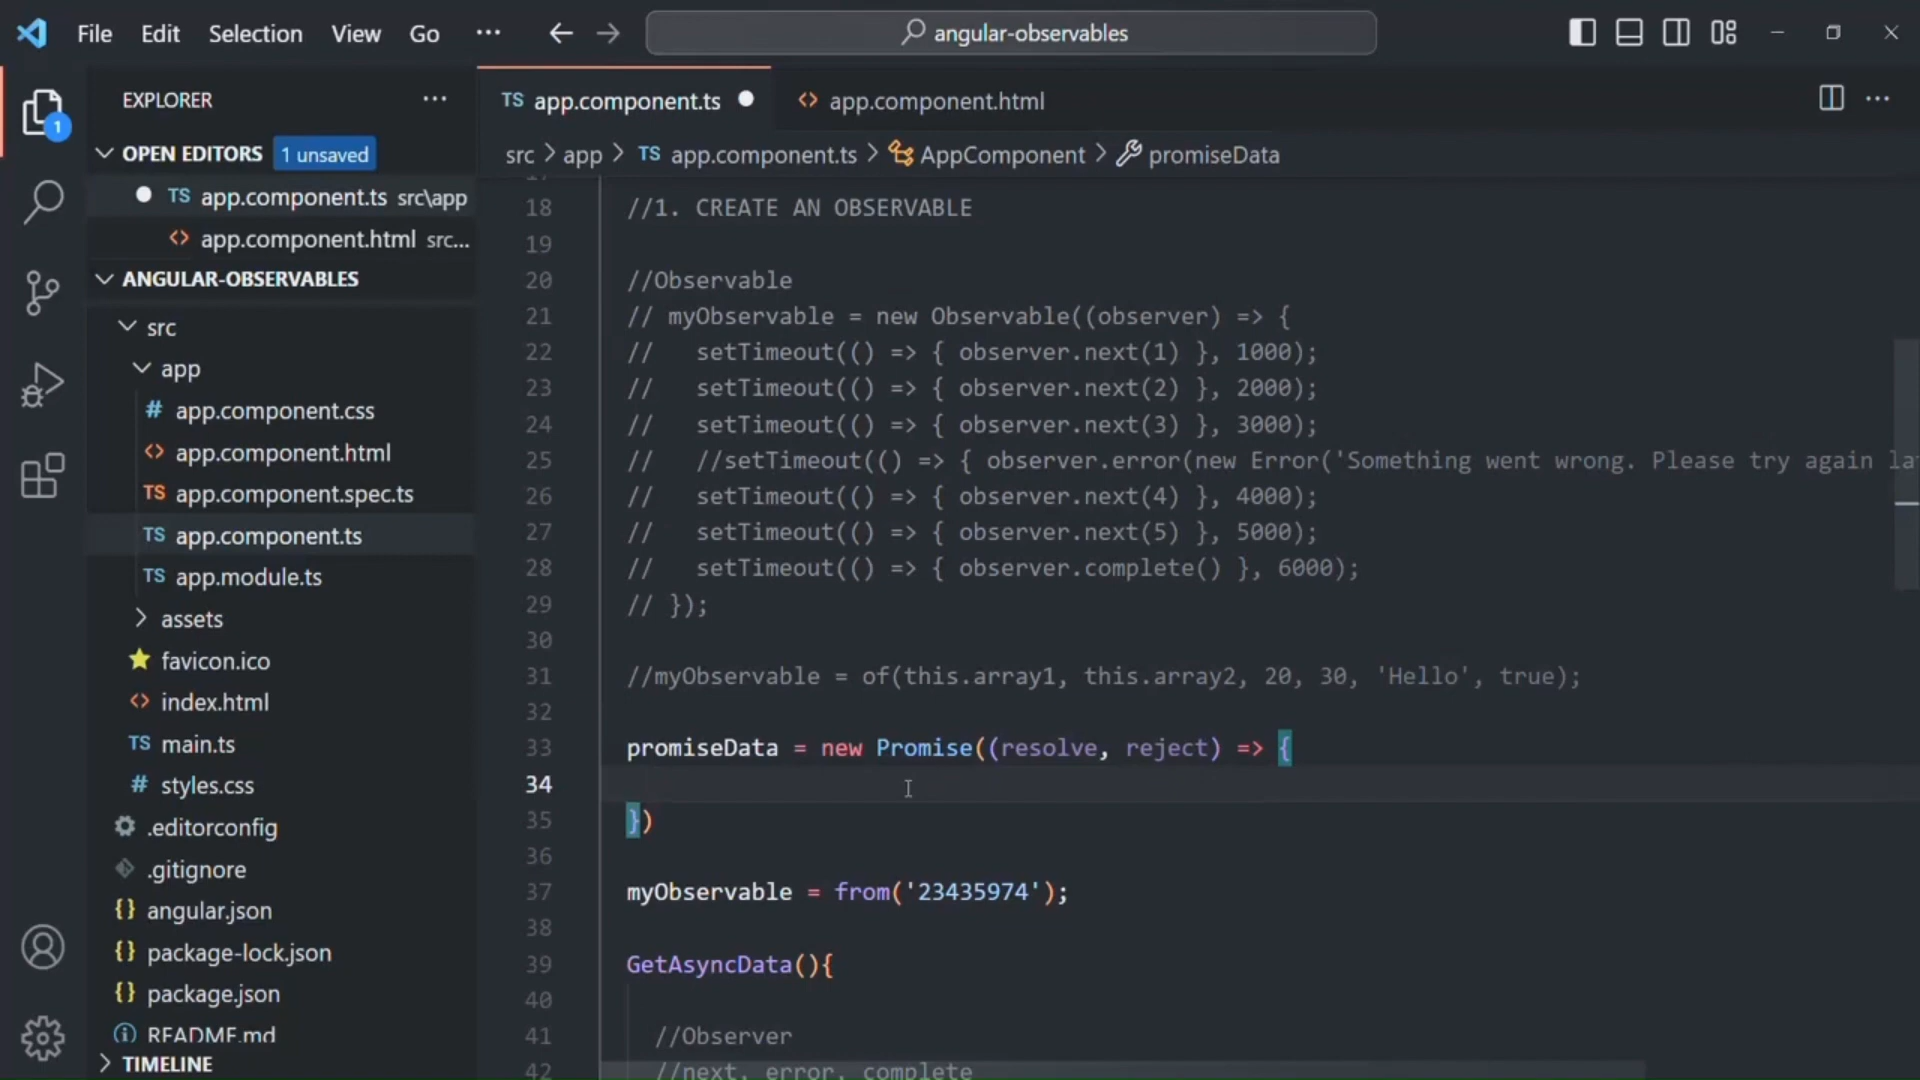 File Edit Selection View Go ··· angular-observables
EXPLORER ···
OPEN EDITORS 1 unsaved
TS app.component.ts src\app
<> app.component.html src...
ANGULAR-OBSERVABLES
src
app
# app.component.css
<> app.component.html
TS app.component.spec.ts
TS app.component.ts
TS app.module.ts
assets
favicon.ico
<> index.html
TS main.ts
# styles.css
.editorconfig
.gitignore
{} angular.json
{} package-lock.json
{} package.json
README.md
TIMELINE
1
TS app.component.ts <> app.component.html
src > app > TS app.component.ts > AppComponent > promiseData
18 //1. CREATE AN OBSERVABLE
19
20 //Observable
21 // myObservable = new Observable((observer) => {
22 //   setTimeout(() => { observer.next(1) }, 1000);
23 //   setTimeout(() => { observer.next(2) }, 2000);
24 //   setTimeout(() => { observer.next(3) }, 3000);
25 //   //setTimeout(() => { observer.error(new Error('Something went wrong. Please try again la
26 //   setTimeout(() => { observer.next(4) }, 4000);
27 //   setTimeout(() => { observer.next(5) }, 5000);
28 //   setTimeout(() => { observer.complete() }, 6000);
29 // });
30
31 //myObservable = of(this.array1, this.array2, 20, 30, 'Hello', true);
32
33 promiseData = new Promise((resolve, reject) => {
34
35 })
36
37 myObservable = from('23435974');
38
39 GetAsyncData(){
40
41 //Observer
42 //next, error, complete